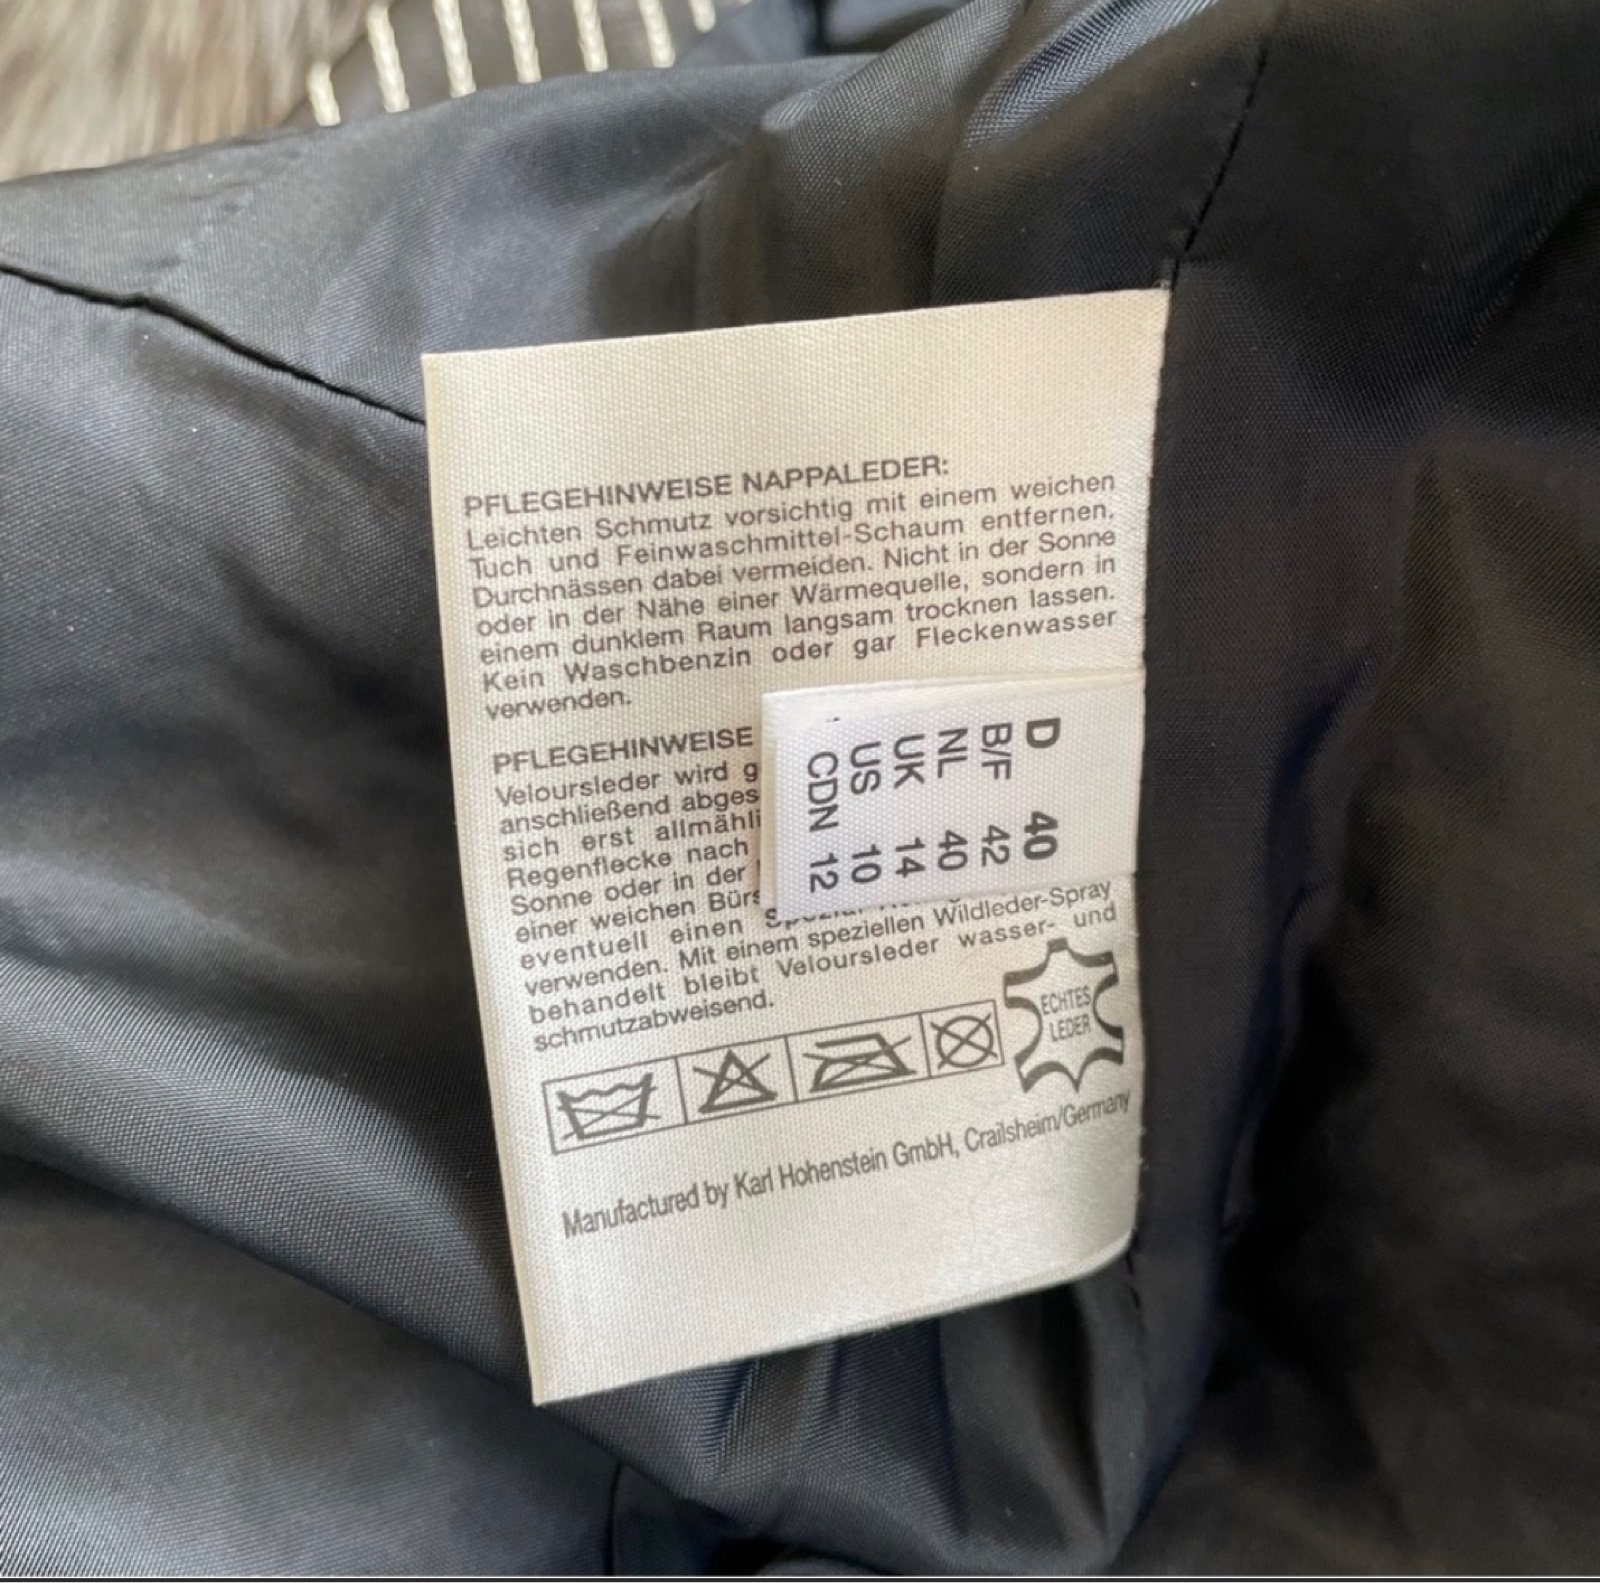 PFLEGEHINWEISE NAPPALEDER:
Leichten Schmutz vorsichtig mit einem weichen
Tuch und Feinwaschmittel-Schaum entfernen.
Durchnässen dabei vermeiden. Nicht in der Sonne
oder in der Nähe einer Wärmequelle, sondern in
einem dunklem Raum langsam trocknen lassen.
Kein Waschbenzin oder gar Fleckenwasser
verwenden.
PFLEGEHINWEISE
Veloursleder wird g
anschließend abges
sich erst allmähli
Regenflecke nach
Sonne oder in der
einer weichen Bürs
eventuell einen
verwenden. Mit einem speziellen Wildleder-Spray
behandelt bleibt Veloursleder wasser- und
schmutzabweisend.
D 40
B/F 42
NL 40
UK 14
US 10
CDN 12
ECHTES
LEDER
Manufactured by Karl Hohenstein GmbH, Crailsheim/Germany